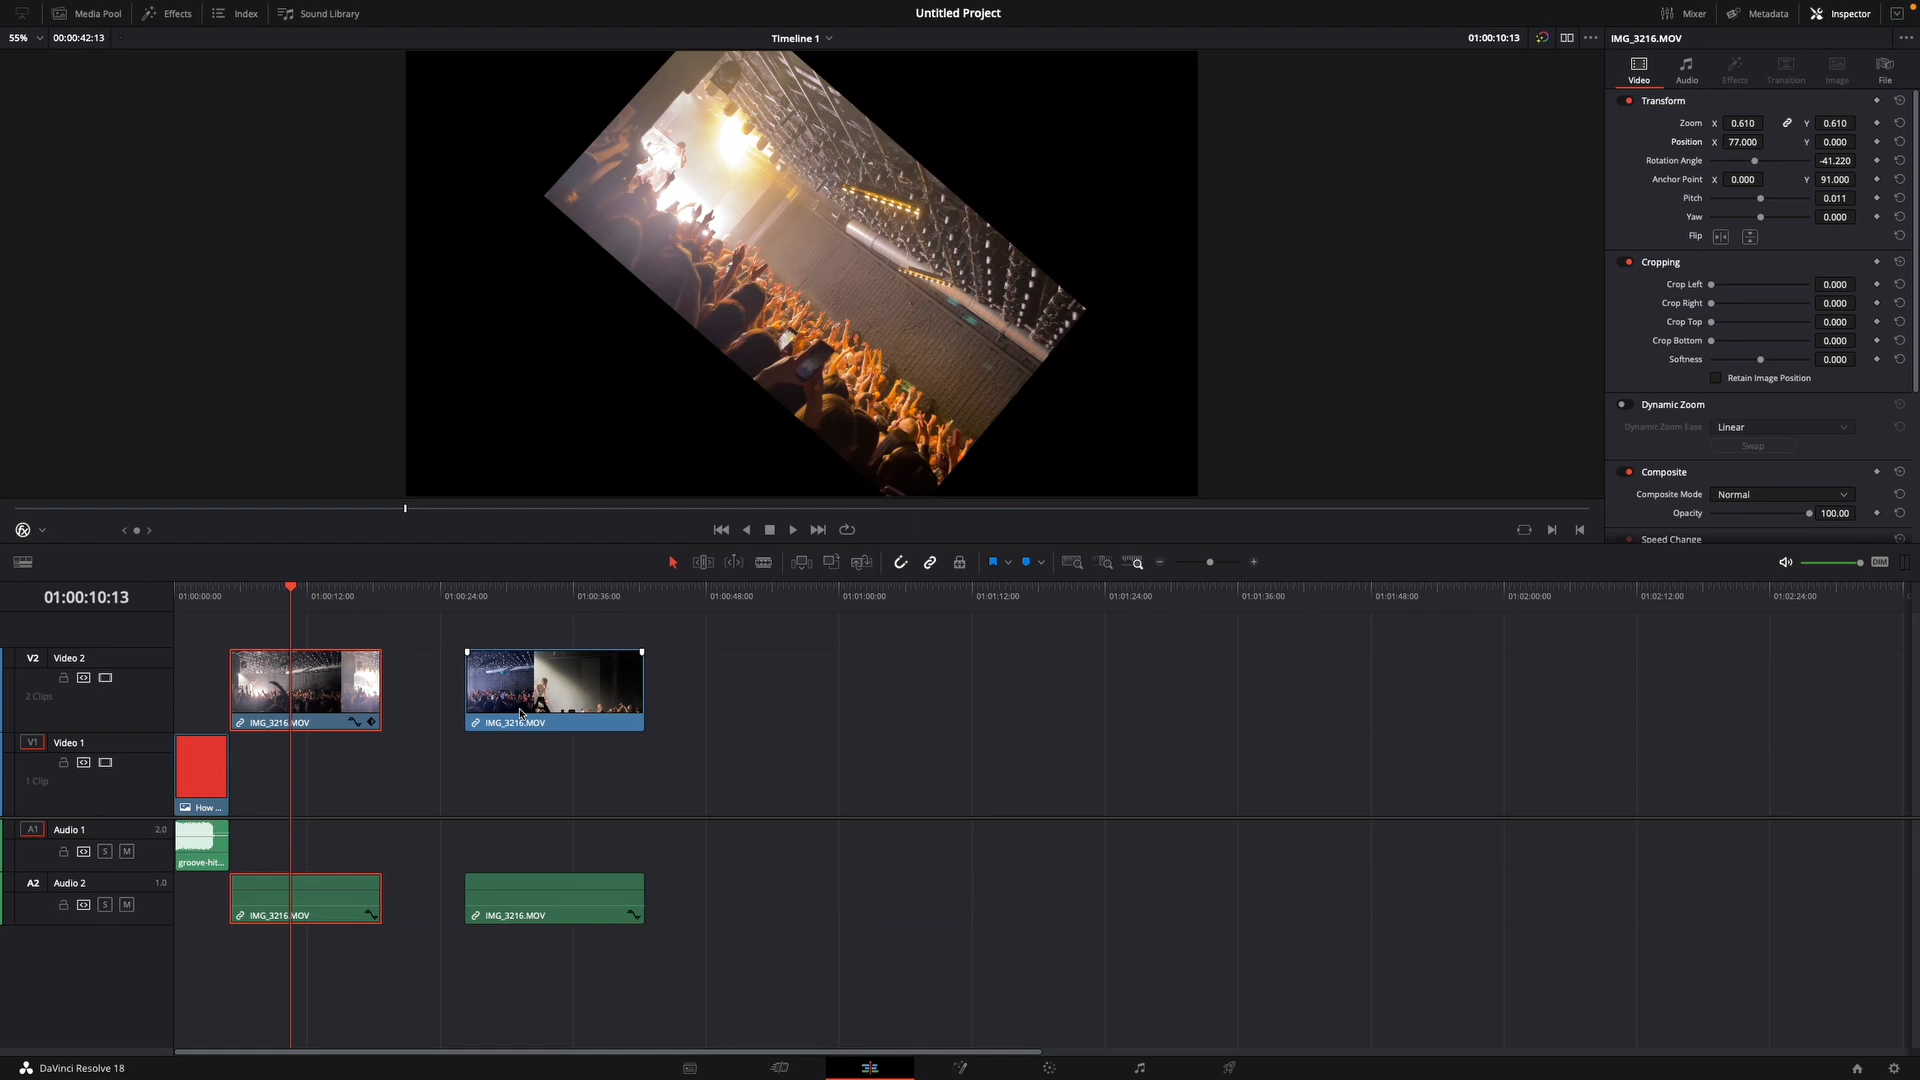 Media Pool Effects Index Sound Library Untitled Project Mixer Metadata Inspector
55% 00:00:42:13 Timeline 1 01:00:10:13 IMG_3216.MOV
Video Audio Effects Transition Image File
Transform
Zoom X 0.610 Y 0.610
Position X 77.000 Y 0.000
Rotation Angle -41.220
Anchor Point X 0.000 Y 91.000
Pitch 0.011
Yaw 0.000
Flip
Cropping
Crop Left 0.000
Crop Right 0.000
Crop Top 0.000
Crop Bottom 0.000
Softness 0.000
Retain Image Position
Dynamic Zoom
Dynamic Zoom Ease Linear
Swap
Composite
Composite Mode Normal
Opacity 100.00
Speed Change
DIM
01:00:10:13
01:00:00:00 01:00:12:00 01:00:24:00 01:00:36:00 01:00:48:00 01:01:00:00 01:01:12:00 01:01:24:00 01:01:36:00 01:01:48:00 01:02:00:00 01:02:12:00 01:02:24:00
V2 Video 2
2 Clips
IMG_3216.MOV IMG_3216.MOV
V1 Video 1
1 Clip
How ...
A1 Audio 1 2.0
S M
groove-hit...
A2 Audio 2 1.0
S M
IMG_3216.MOV IMG_3216.MOV
DaVinci Resolve 18